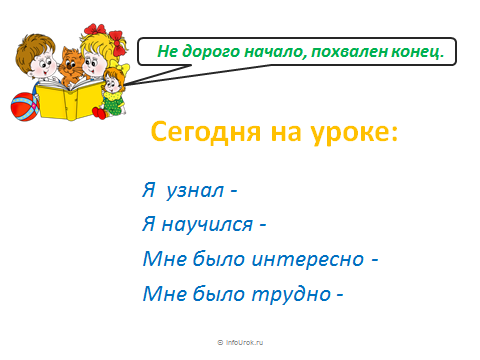 Не дорого начало, похвален конец.
Сегодня на уроке:
Я узнал -
Я научился -
Мне было интересно -
Мне было трудно -
© InfoUrok.ru